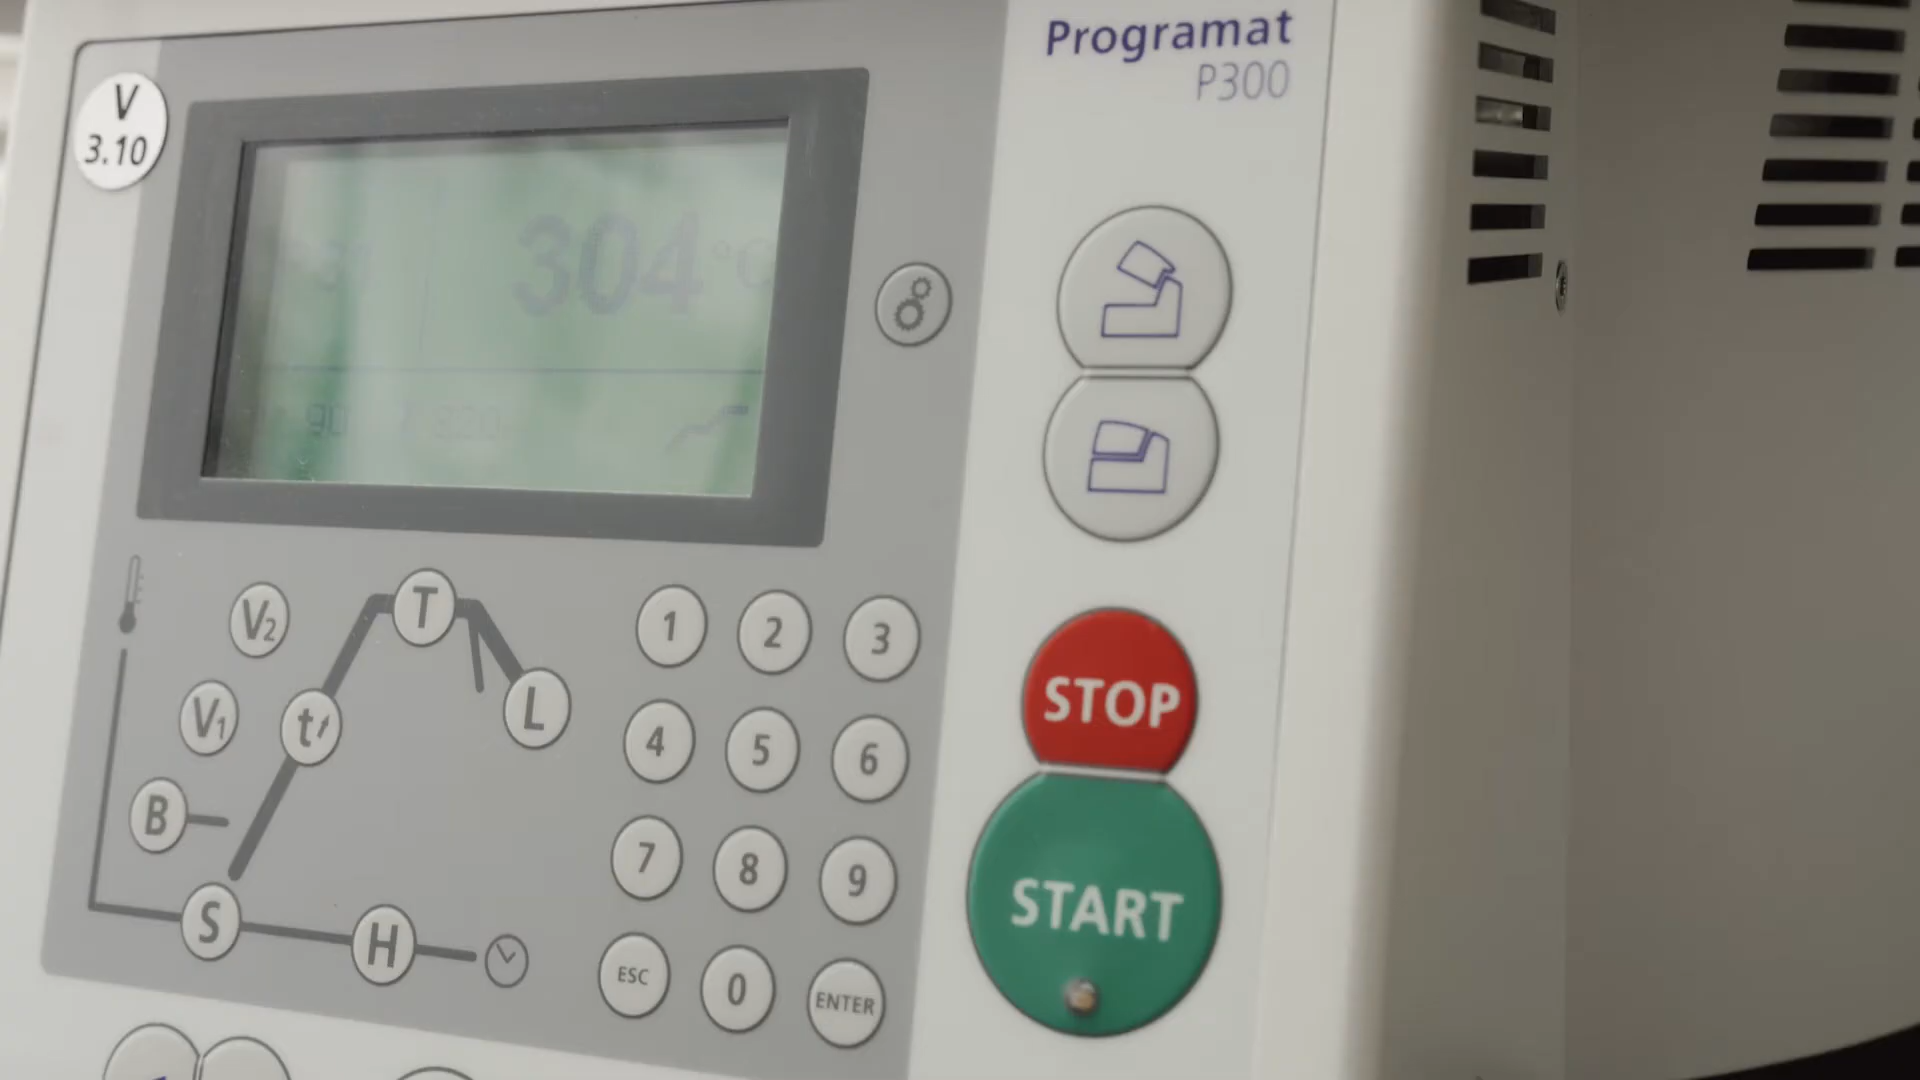 Programat
P300
V
3.10
304 °C
V2
T
V1
t
L
B
S
H
1 2 3
4 5 6
7 8 9
ESC 0 ENTER
STOP
START